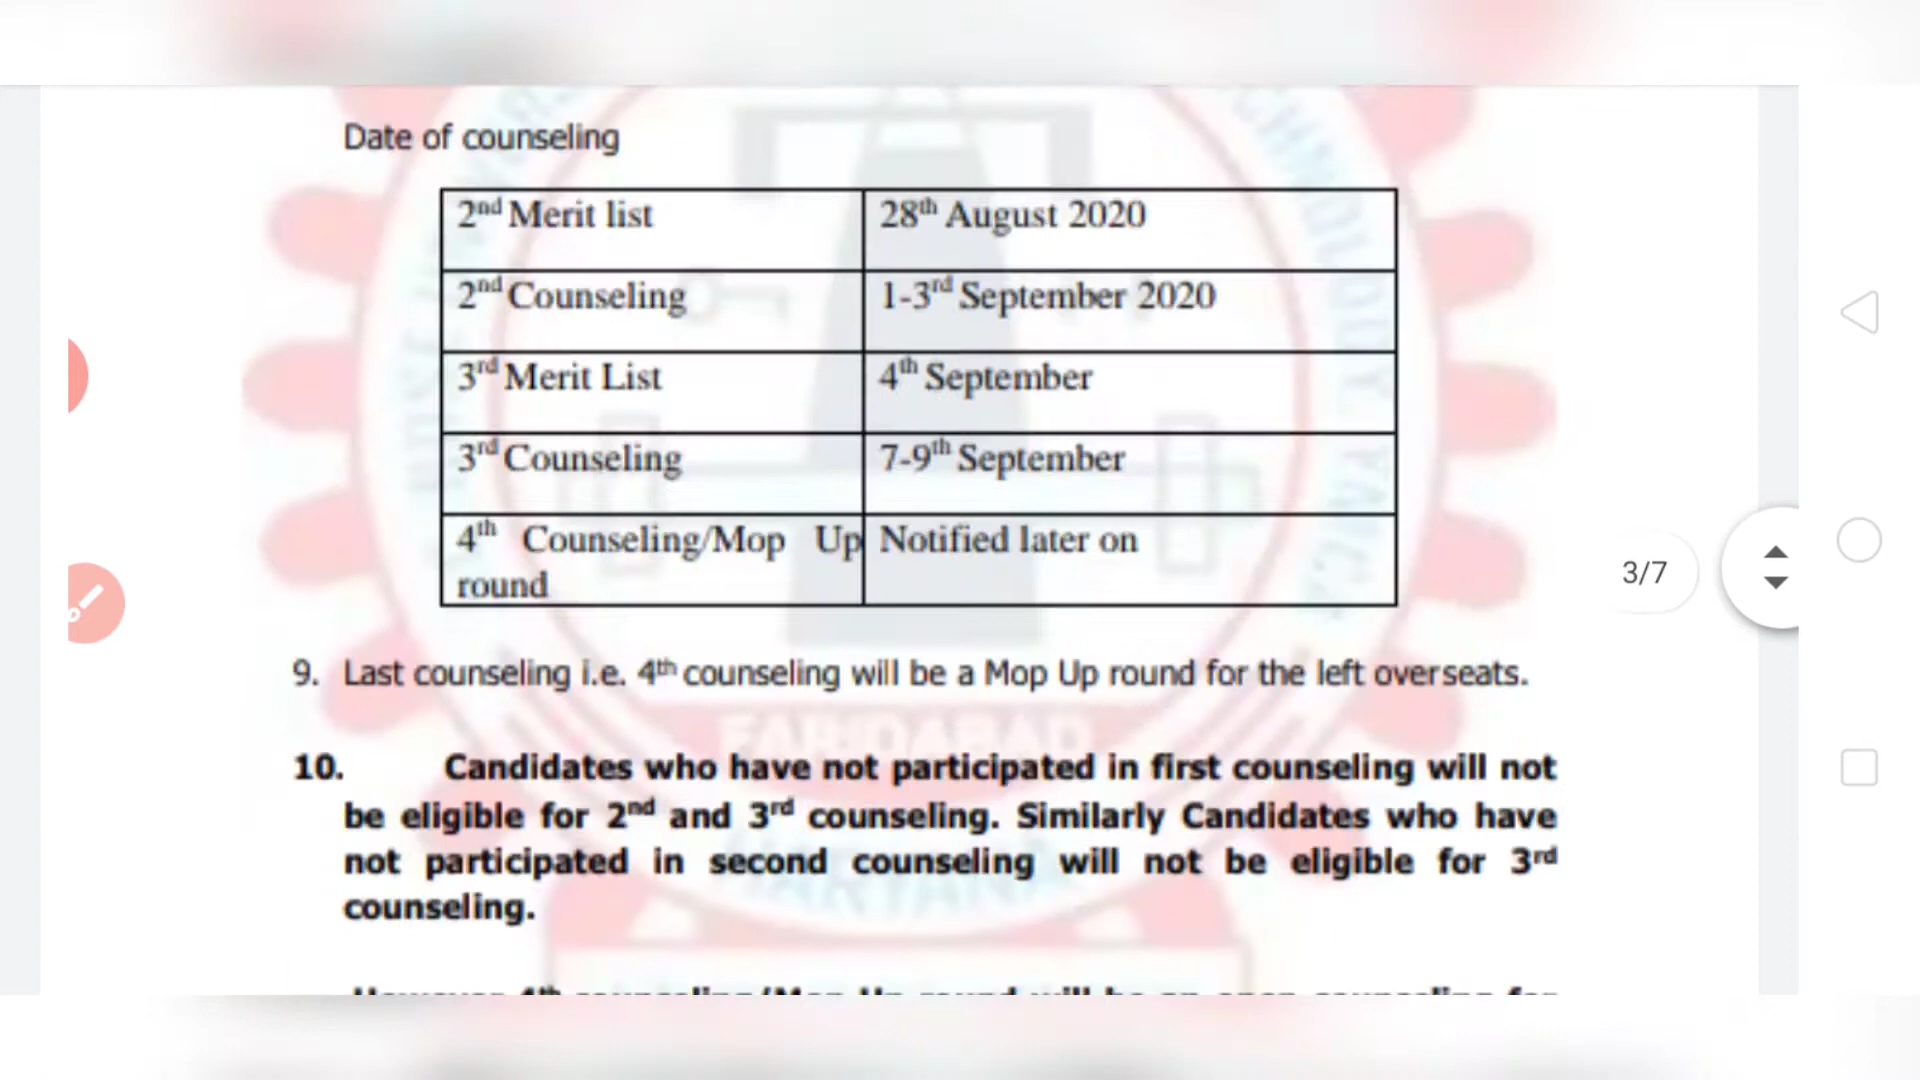 Date of counseling
2nd Merit list 28th August 2020
2nd Counseling 1-3rd September 2020
3rd Merit List 4th September
3rd Counseling 7-9th September
4th Counseling/Mop Up Notified later on
round
3/7
9. Last counseling i.e. 4th counseling will be a Mop Up round for the left overseats.
FARIDABAD
10. Candidates who have not participated in first counseling will not
be eligible for 2nd and 3rd counseling. Similarly Candidates who have
not participated in second counseling will not be eligible for 3rd
HARYANA
counseling.